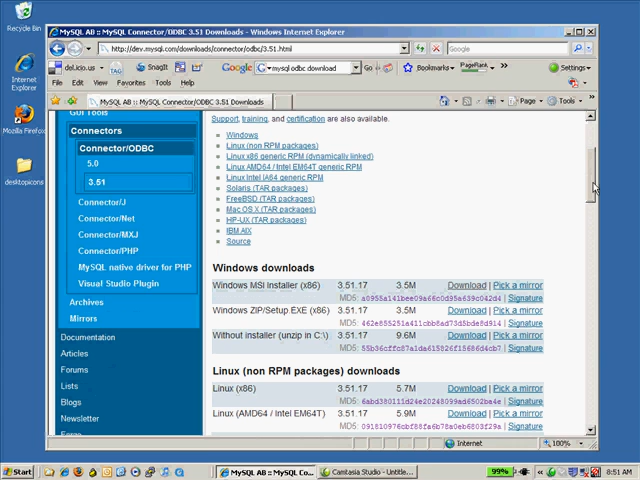 Recycle Bin
Internet
Explorer
Mozilla Firefox
desktopicons
MySQL AB :: MySQL Connector/ODBC 3.51 Downloads - Windows Internet Explorer
http://dev.mysql.com/downloads/connector/odbc/3.51.html
Google
del.icio.us
TAG
SnagIt
Google
mysql odbc download
Go
Bookmarks
PageRank
Settings
File Edit View Favorites Tools Help
MySQL AB :: MySQL Connector/ODBC 3.51 Downloads
Page
Tools
GUI Tools
Connectors
Connector/ODBC
5.0
3.51
Connector/J
Connector/Net
Connector/MXJ
Connector/PHP
MySQL native driver for PHP
Visual Studio Plugin
Archives
Mirrors
Documentation
Articles
Forums
Lists
Blogs
Newsletter
Support, training, and certification are also available.
Windows
Linux (non RPM packages)
Linux x86 generic RPM (dynamically linked)
Linux AMD64 / Intel EM64T generic RPM
Linux Intel IA64 generic RPM
Solaris (TAR packages)
FreeBSD (TAR packages)
Mac OS X (TAR packages)
HP-UX (TAR packages)
IBM AIX
Source
Windows downloads
Windows MSI Installer (x86) 3.51.17 3.5M Download | Pick a mirror
MD5: | Signature
Windows ZIP/Setup.EXE (x86) 3.51.17 3.5M Download | Pick a mirror
MD5: | Signature
Without installer (unzip in C:\) 3.51.17 9.6M Download | Pick a mirror
MD5: | Signature
Linux (non RPM packages) downloads
Linux (x86) 3.51.17 5.7M Download | Pick a mirror
MD5: | Signature
Linux (AMD64 / Intel EM64T) 3.51.17 5.9M Download | Pick a mirror
MD5: | Signature
Internet
100%
Start
MySQL AB :: MySQL Co...
Camtasia Studio - Untitle...
99%
8:51 AM